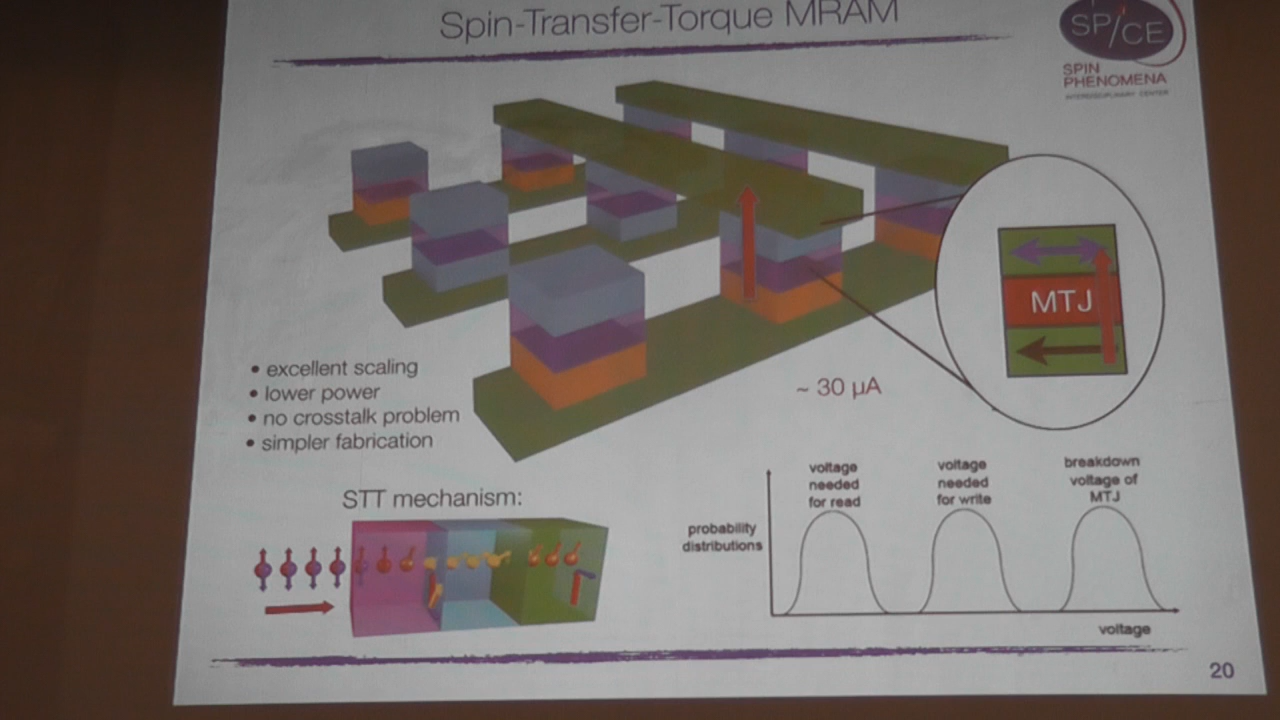 Spin-Transfer-Torque MRAM
SP/CE
SPIN
PHENOMENA
INTERDISCIPLINARY CENTER
MTJ
• excellent scaling
• lower power
• no crosstalk problem
• simpler fabrication
~ 30 µA
STT mechanism:
voltage
needed
for read
voltage
needed
for write
breakdown
voltage of
MTJ
probability
distributions
voltage
20